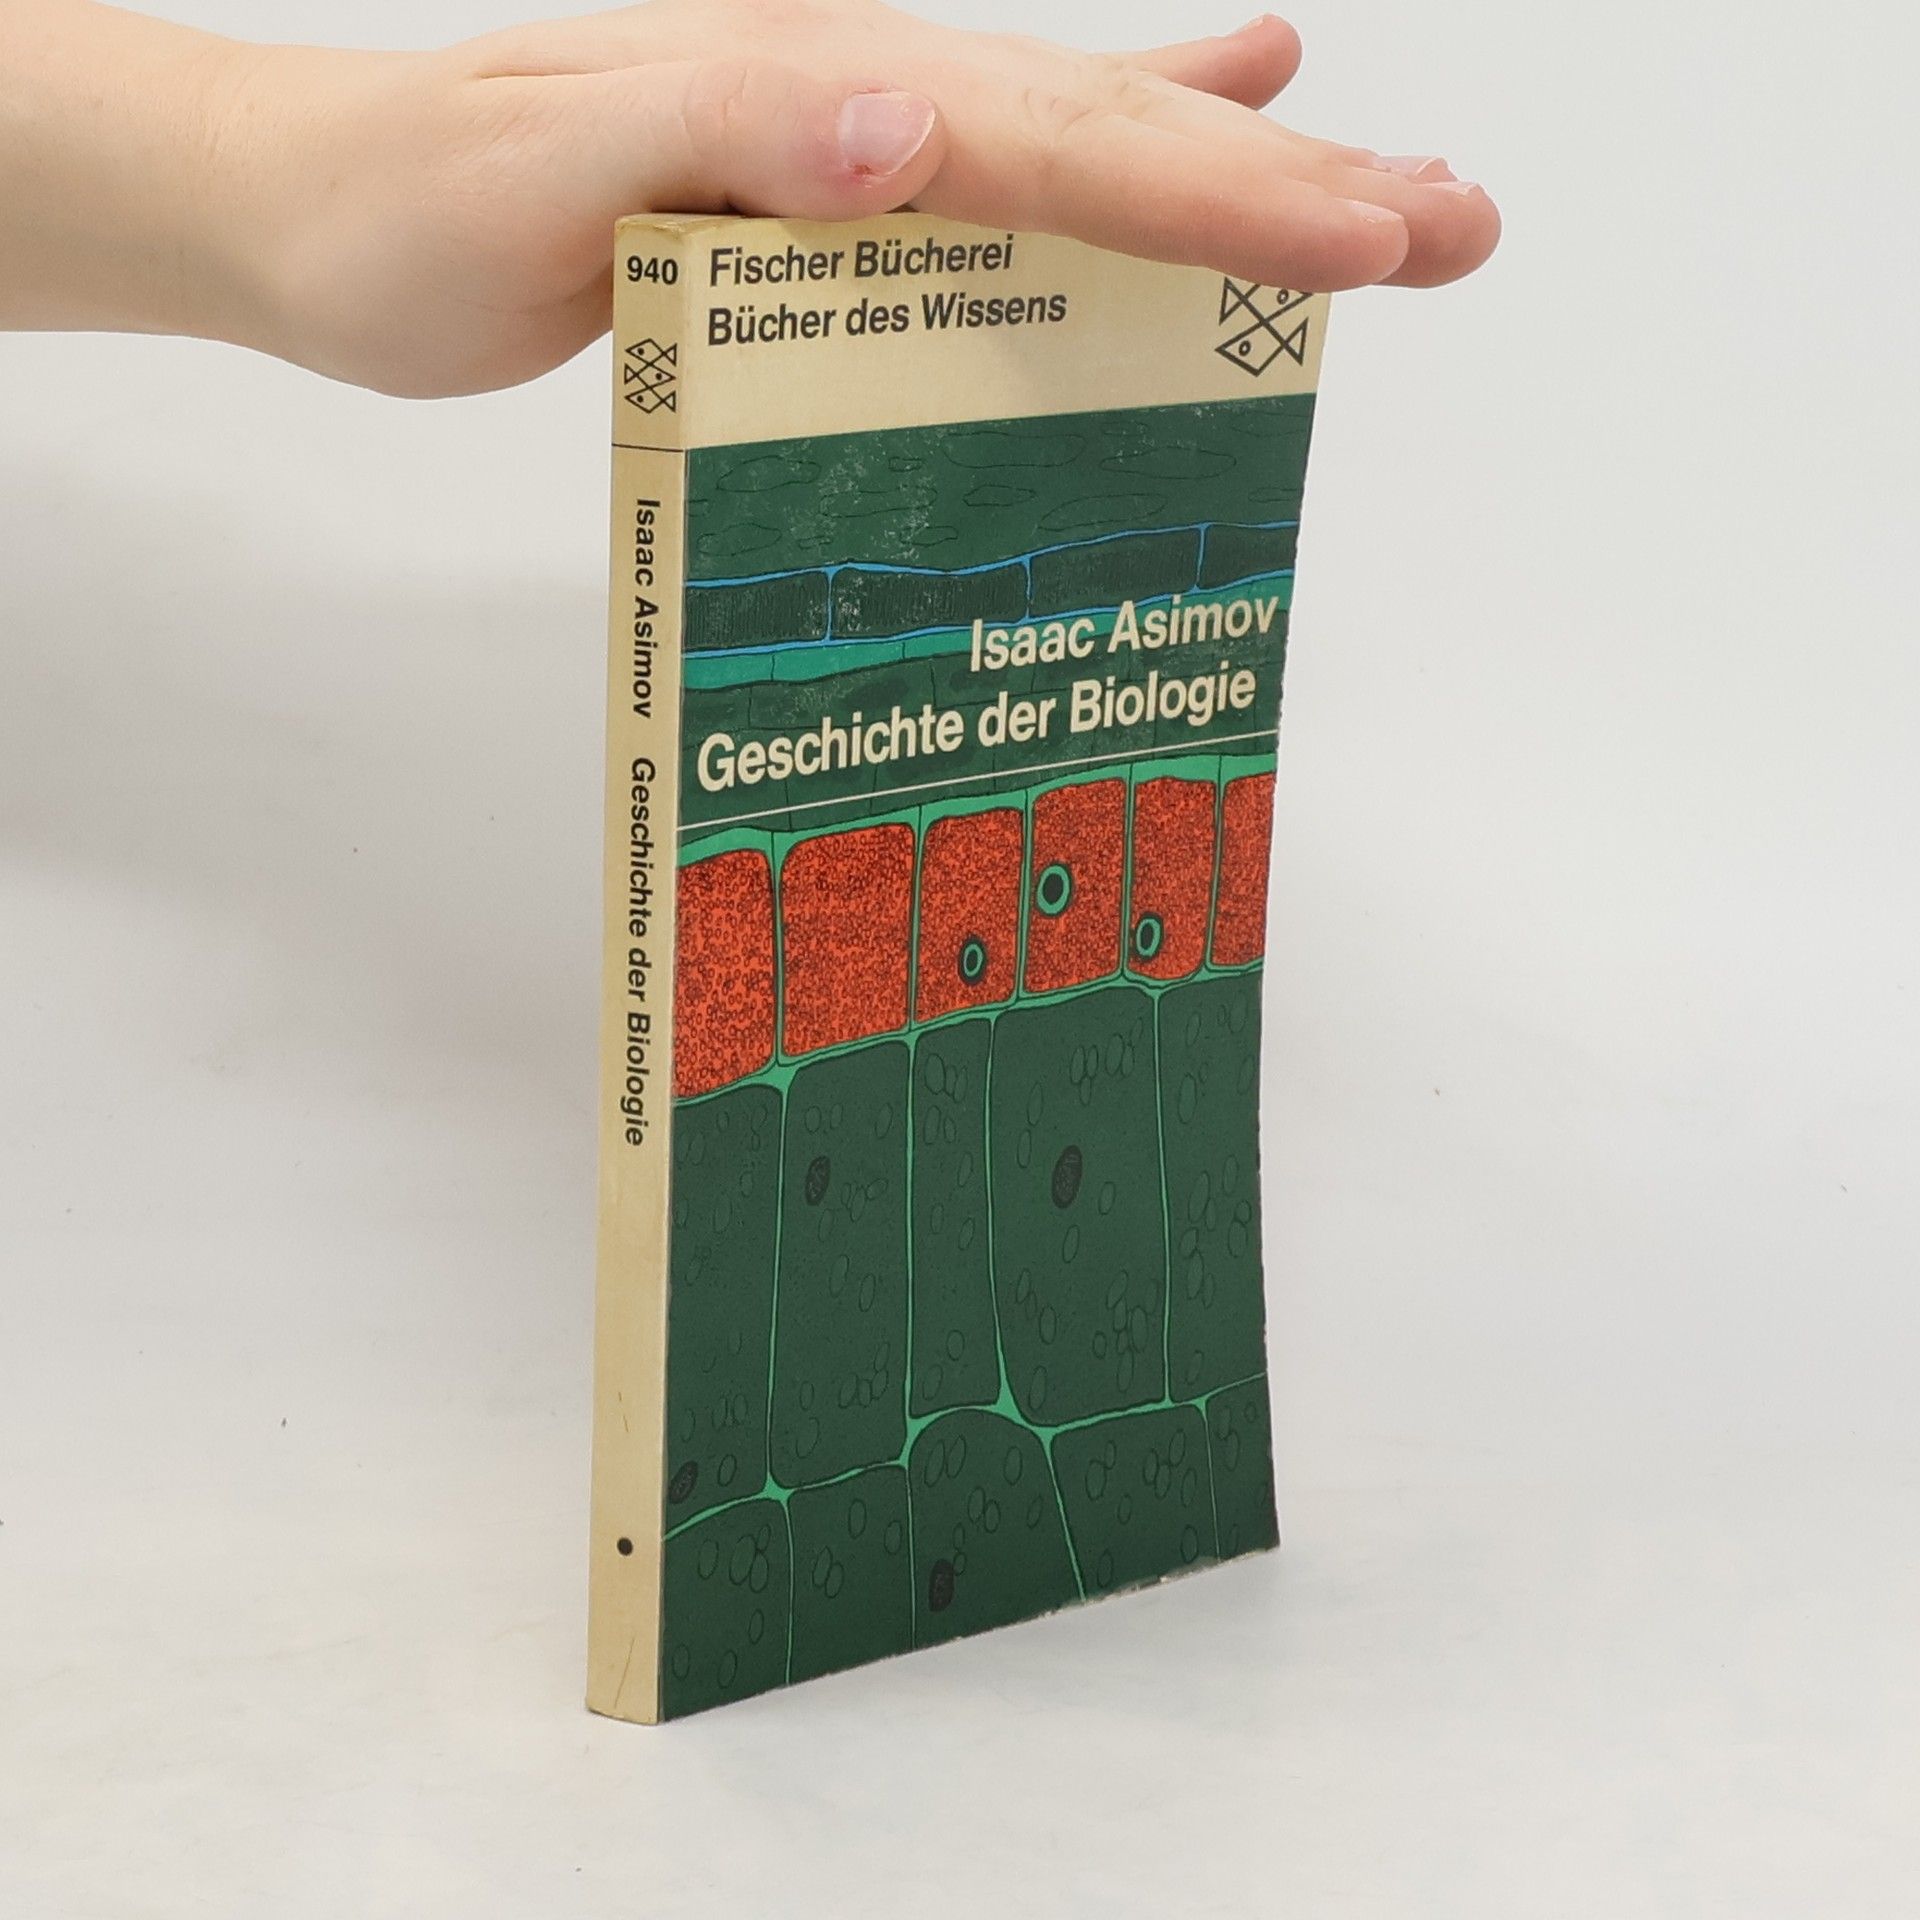 940
Isaac Asimov Geschichte der Biologie
Fischer Bücherei
Bücher des Wissens
Isaac Asimov
Geschichte der Biologie